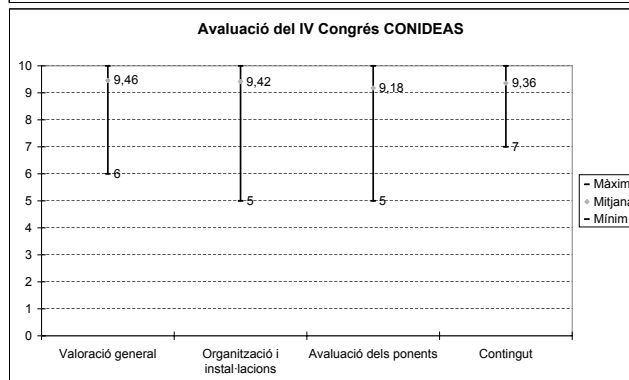 Avaluació del IV Congrés CONIDEAS
10
9
8
7
6
5
4
3
2
1
0
9,46
6
9,42
5
9,18
5
9,36
7
Valoració general
Organització i
instal·lacions
Avaluació dels ponents
Contingut
Màxim
Mitjana
Mínim